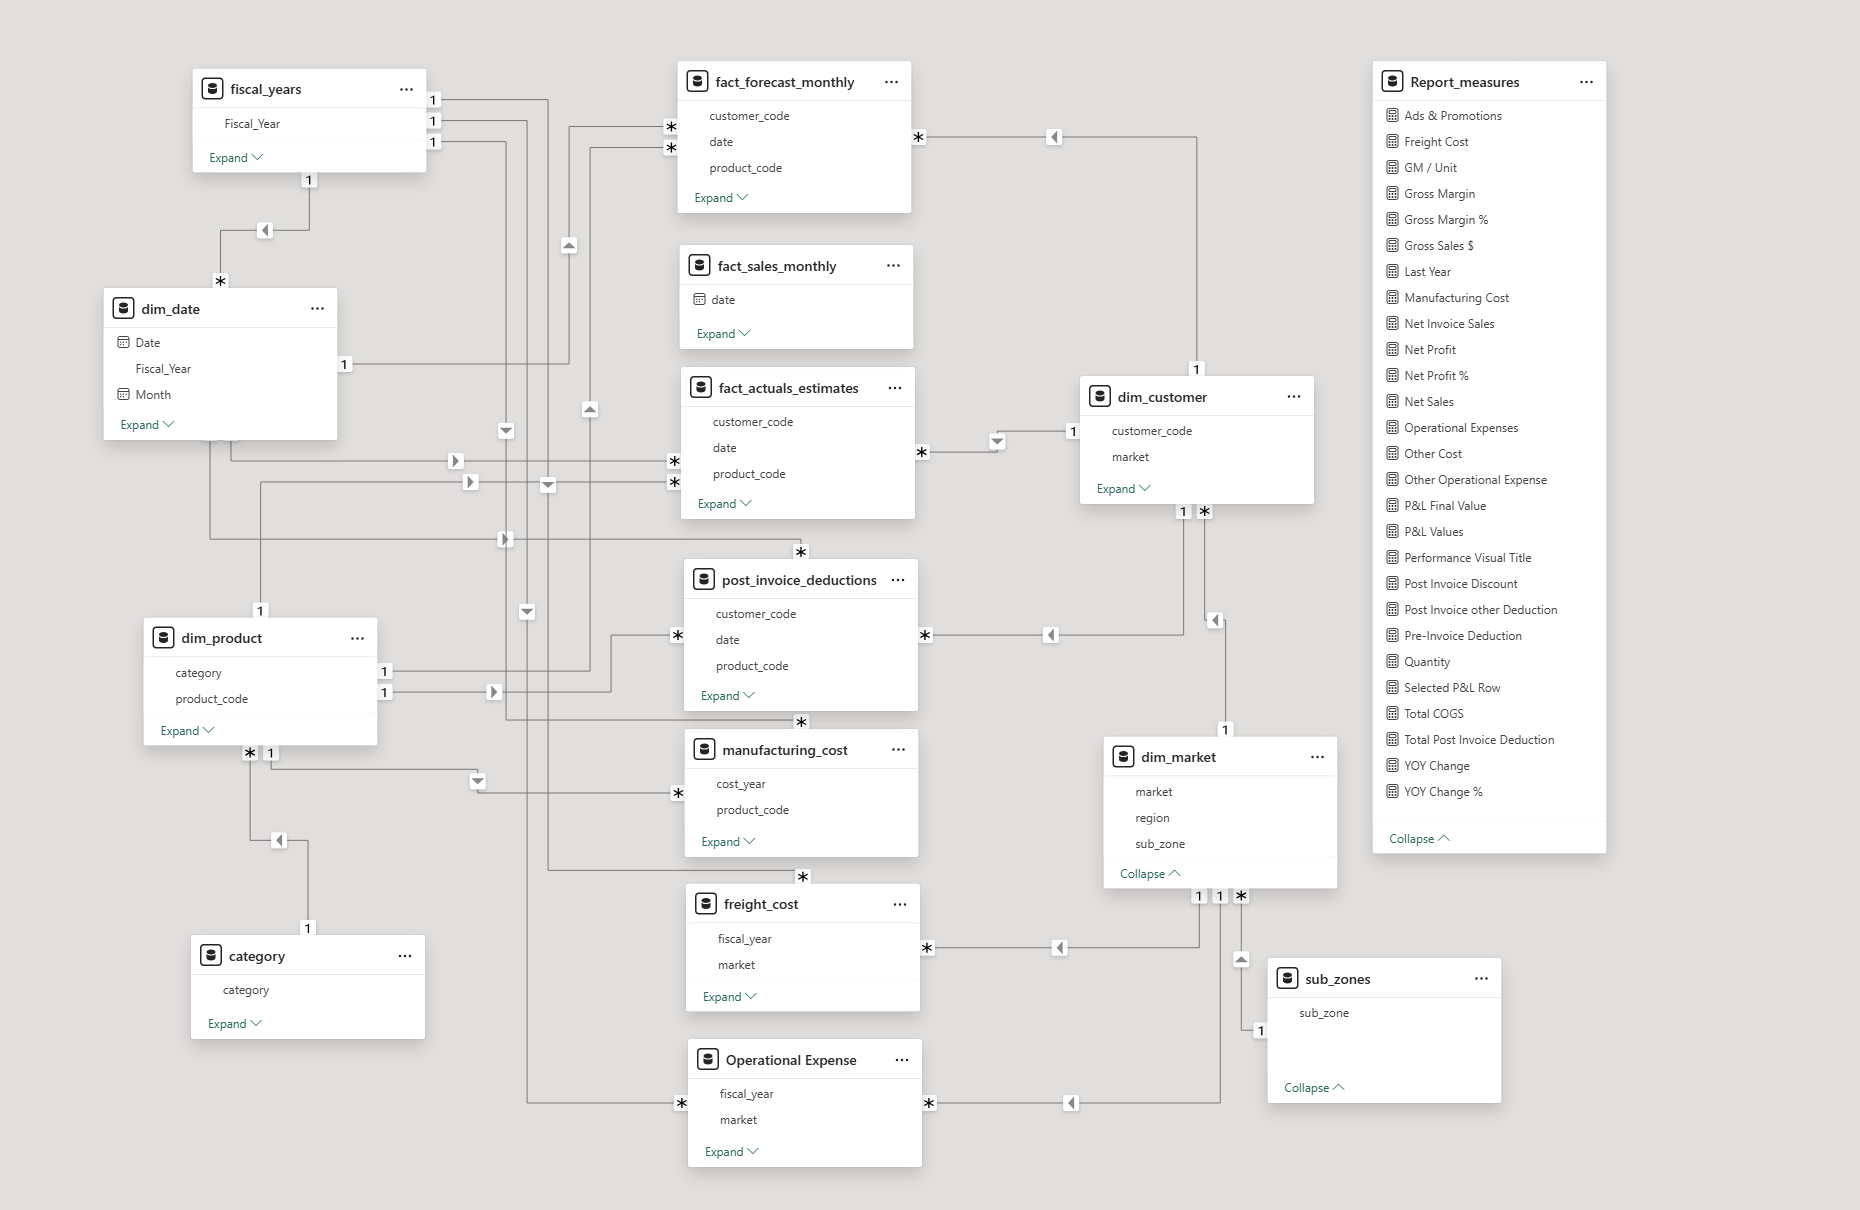 fiscal_years
Fiscal_Year
Expand
1
1
1
1
*
dim_date
Date
Fiscal_Year
Month
Expand
1
1
dim_product
category
product_code
Expand
1
1
* 1
1
category
category
Expand
*
*
fact_forecast_monthly
customer_code
date
product_code
Expand
*
fact_sales_monthly
date
Expand
fact_actuals_estimates
customer_code
date
product_code
Expand
*
*
*
*
post_invoice_deductions
customer_code
date
product_code
Expand
*
*
*
manufacturing_cost
cost_year
product_code
Expand
*
*
freight_cost
fiscal_year
market
Expand
*
Operational Expense
fiscal_year
market
Expand
*
*
1
dim_customer
customer_code
market
Expand
1
1 *
1
dim_market
market
region
sub_zone
Collapse
1 1 *
sub_zones
sub_zone
Collapse
1
Report_measures
Ads & Promotions
Freight Cost
GM / Unit
Gross Margin
Gross Margin %
Gross Sales $
Last Year
Manufacturing Cost
Net Invoice Sales
Net Profit
Net Profit %
Net Sales
Operational Expenses
Other Cost
Other Operational Expense
P&L Final Value
P&L Values
Performance Visual Title
Post Invoice Discount
Post Invoice other Deduction
Pre-Invoice Deduction
Quantity
Selected P&L Row
Total COGS
Total Post Invoice Deduction
YOY Change
YOY Change %
Collapse